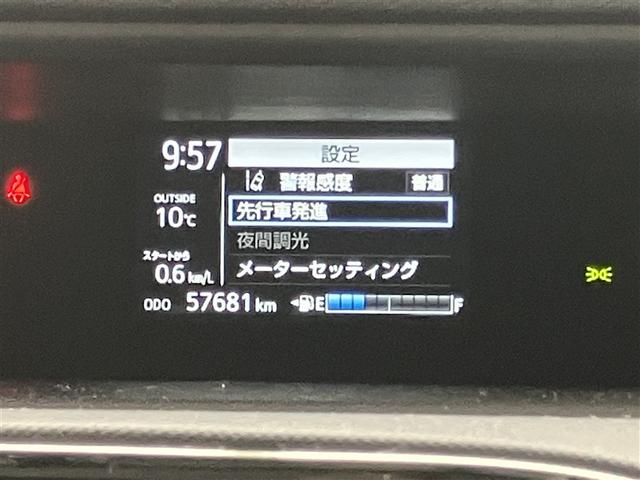 9:57
設定
警報感度 普通
OUTSIDE
10℃
先行車発進
夜間調光
スタートから
0.6 km/L
メーターセッティング
ODO 57681 km
E F